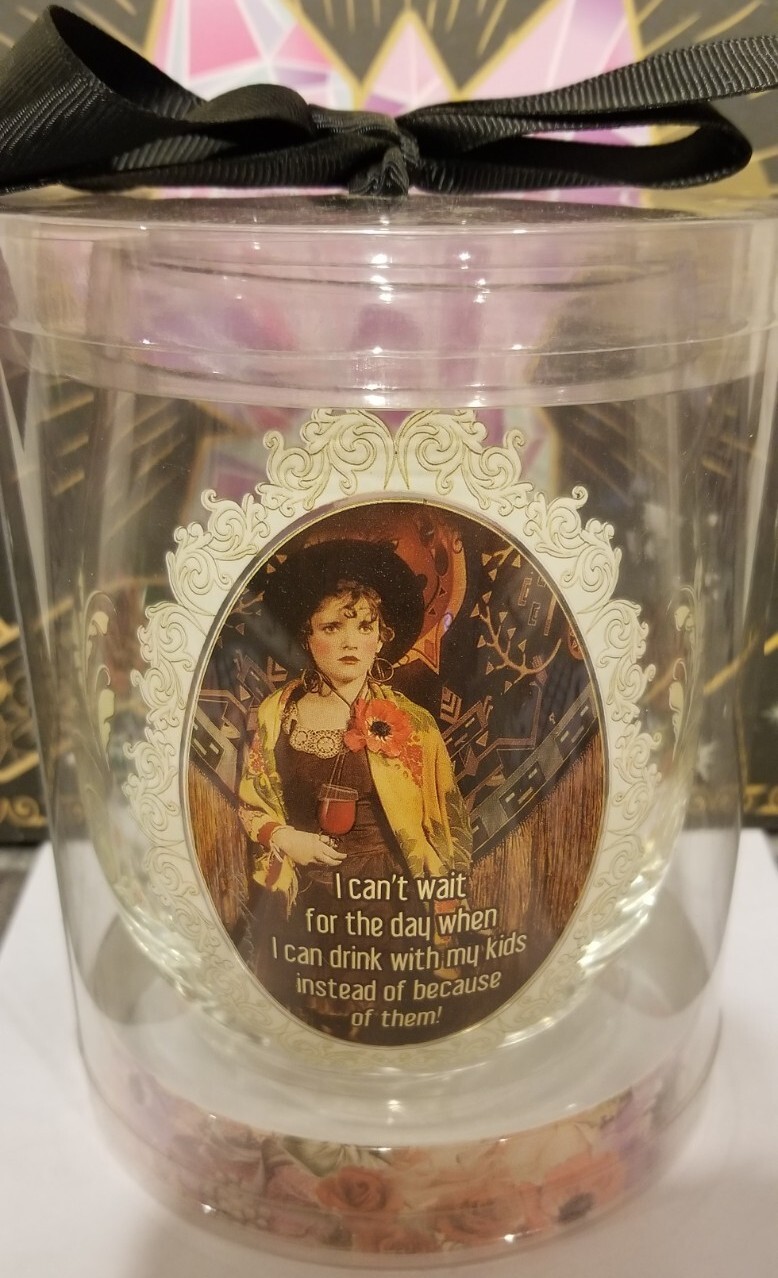 I can't wait
for the day when
I can drink with my kids
instead of because
of them!